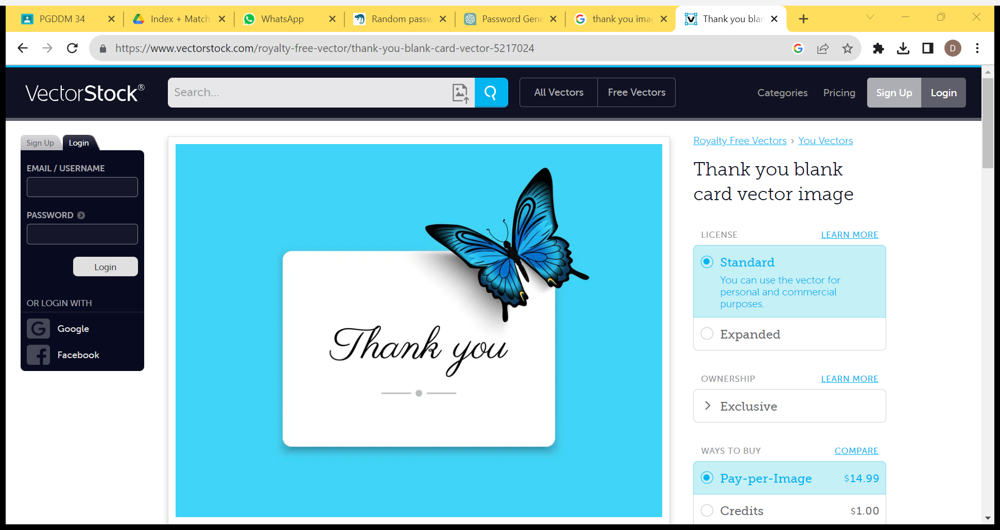 PGDDM 34
Index + Match
WhatsApp
Random passw
Password Gene
thank you imag
Thank you blan
https://www.vectorstock.com/royalty-free-vector/thank-you-blank-card-vector-5217024
D
VectorStock®
Search...
All Vectors
Free Vectors
Categories
Pricing
Sign Up
Login
Sign Up
Login
EMAIL / USERNAME
PASSWORD
Login
OR LOGIN WITH
Google
Facebook
Thank you
Royalty Free Vectors › You Vectors
Thank you blank
card vector image
LICENSE
LEARN MORE
Standard
You can use the vector for
personal and commercial
purposes.
Expanded
OWNERSHIP
LEARN MORE
Exclusive
WAYS TO BUY
COMPARE
Pay-per-Image
$14.99
Credits
$1.00